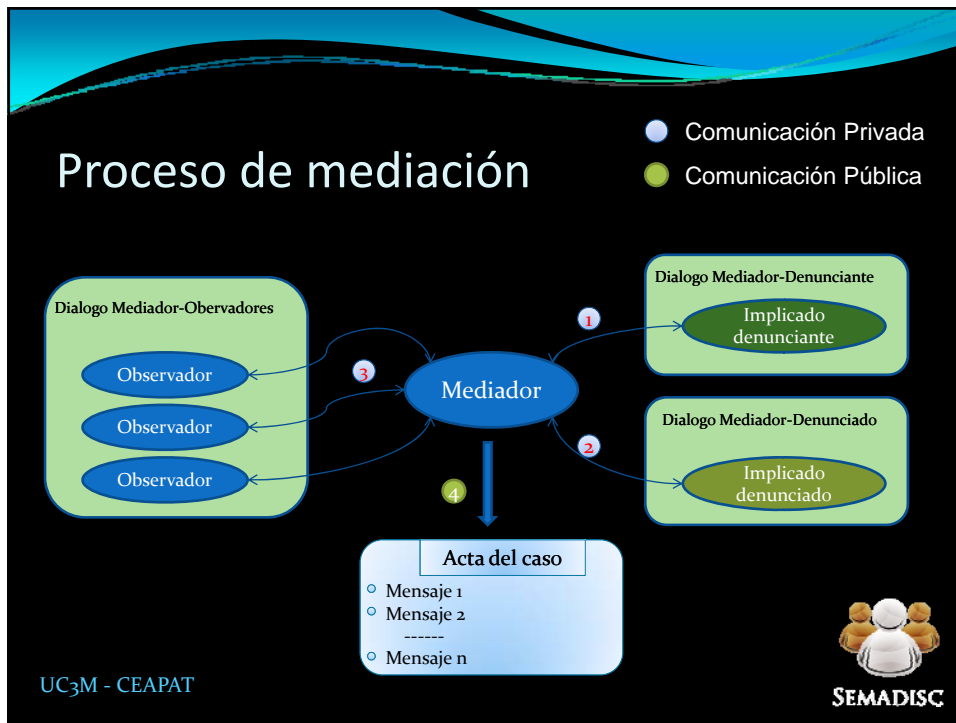 Proceso de mediación
Comunicación Privada
Comunicación Pública
Dialogo Mediador-Obervadores
Observador
Observador
Observador
3
Mediador
1
2
4
Dialogo Mediador-Denunciante
Implicado
denunciante
Dialogo Mediador-Denunciado
Implicado
denunciado
Acta del caso
Mensaje 1
Mensaje 2
------
Mensaje n
UC3M - CEAPAT
SEMADISC